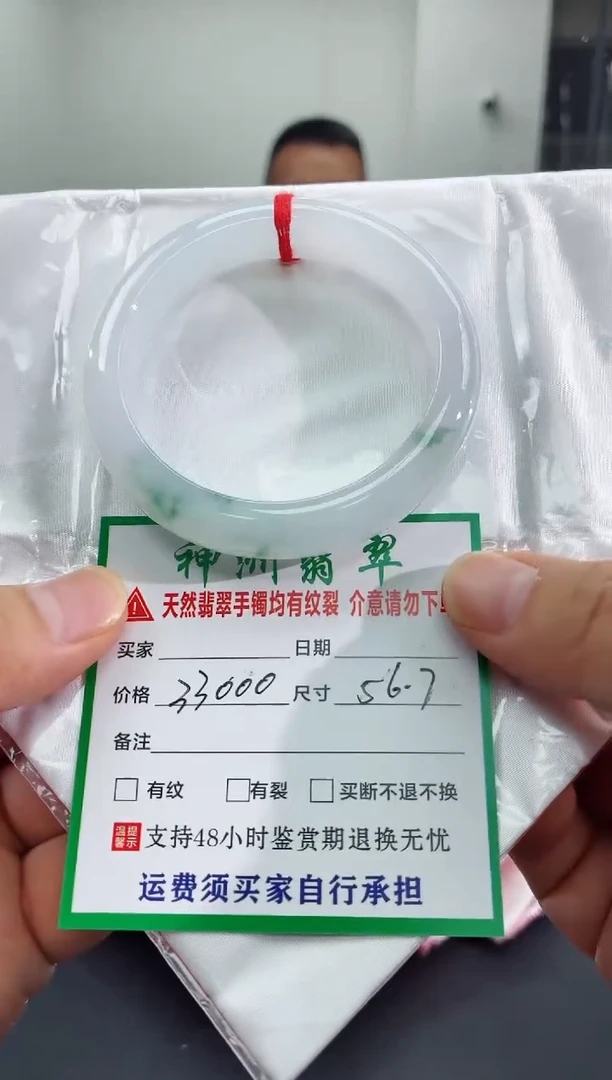 神洲翡翠
天然翡翠手镯均有纹裂 介意请勿下
买家 日期
价格 33000 尺寸 56.7
备注
有纹 有裂 买断不退不换
温馨提示 支持48小时鉴赏期退换无忧
运费须买家自行承担